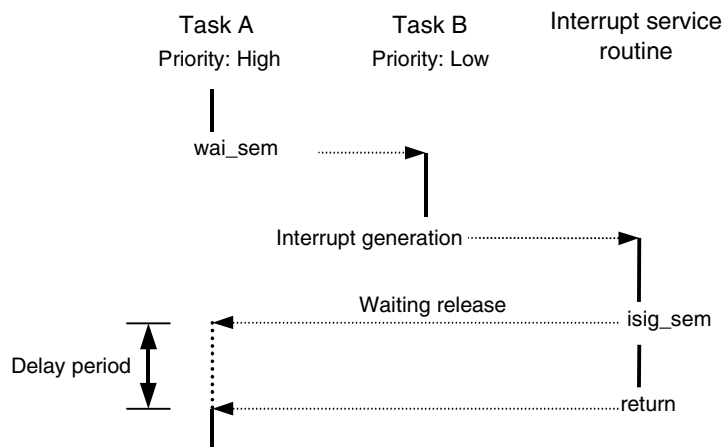 Task A
Priority: High
Task B
Priority: Low
Interrupt service
routine
wai_sem
Interrupt generation
Waiting release
isig_sem
Delay period
return